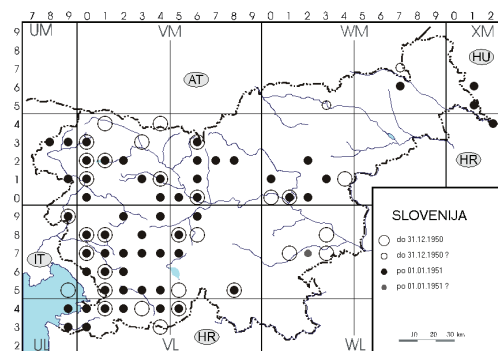 UM VM WM XM
9 0 1 2 3 4 5 6 7 8 9 0 1 2 3 4 5 6 7 8 9 0 1 2
9
8
7
6
5
4
3
2
1
0
9
8
7
6
5
4
3
2
AT
HU
HR
IT
HR
UL VL WL
SLOVENIJA
do 31.12.1950
do 31.12.1950 ?
po 01.01.1951
po 01.01.1951 ?
10 20 30 km